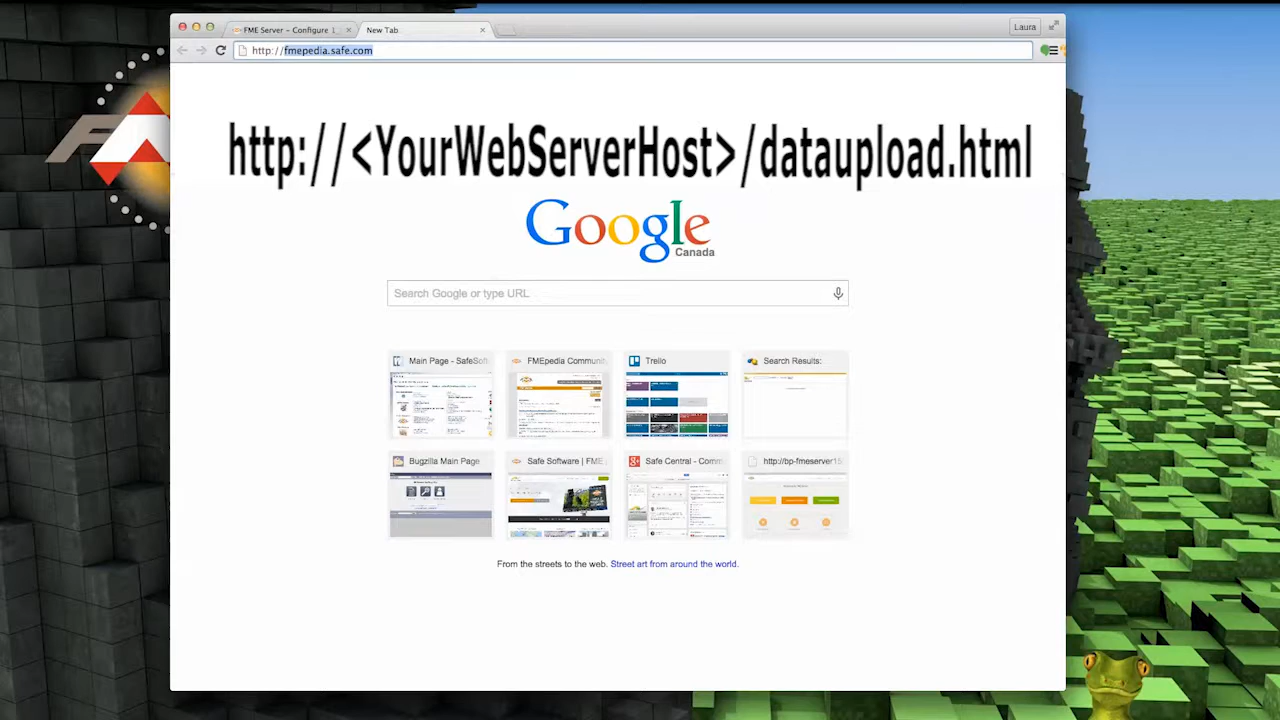 FME Server - Configure
New Tab
Laura
http://fmepedia.safe.com
http://<YourWebServerHost>/dataupload.html
Google
Canada
Search Google or type URL
Main Page - SafeSoft
FMEpedia Communit
Trello
Search Results:
Bugzilla Main Page
Safe Software | FME
Safe Central - Comm
http://bp-fmeserver15
From the streets to the web. Street art from around the world.